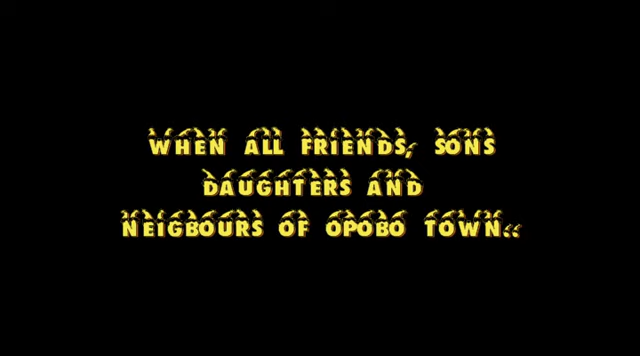 WHEN ALL FRIENDS, SONS
DAUGHTERS AND
NEIGBOURS OF OPOBO TOWN..